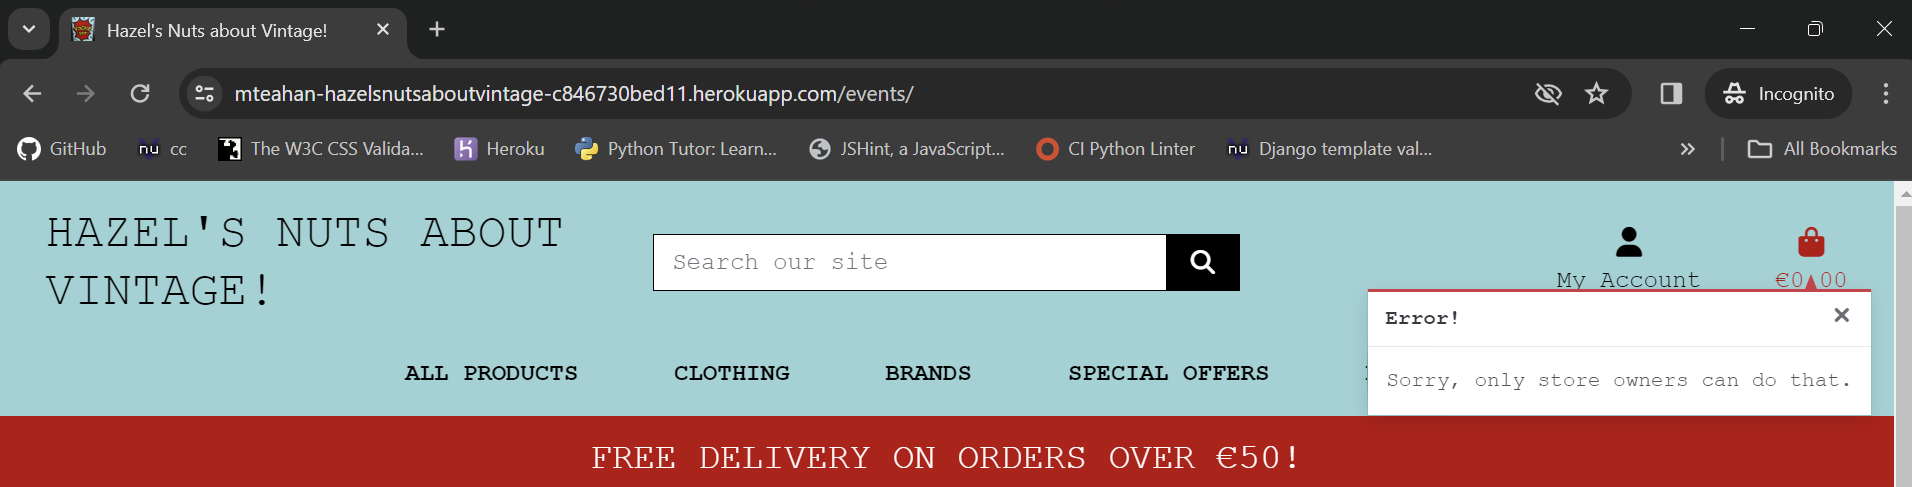 Hazel's Nuts about Vintage!
mteahan-hazelsnutsaboutvintage-c846730bed11.herokuapp.com/events/
Incognito
GitHub
cc
The W3C CSS Valida...
Heroku
Python Tutor: Learn...
JSHint, a JavaScript...
CI Python Linter
Django template val...
All Bookmarks
HAZEL'S NUTS ABOUT
VINTAGE!
Search our site
My Account
€0.00
Error!
Sorry, only store owners can do that.
ALL PRODUCTS
CLOTHING
BRANDS
SPECIAL OFFERS
FREE DELIVERY ON ORDERS OVER €50!